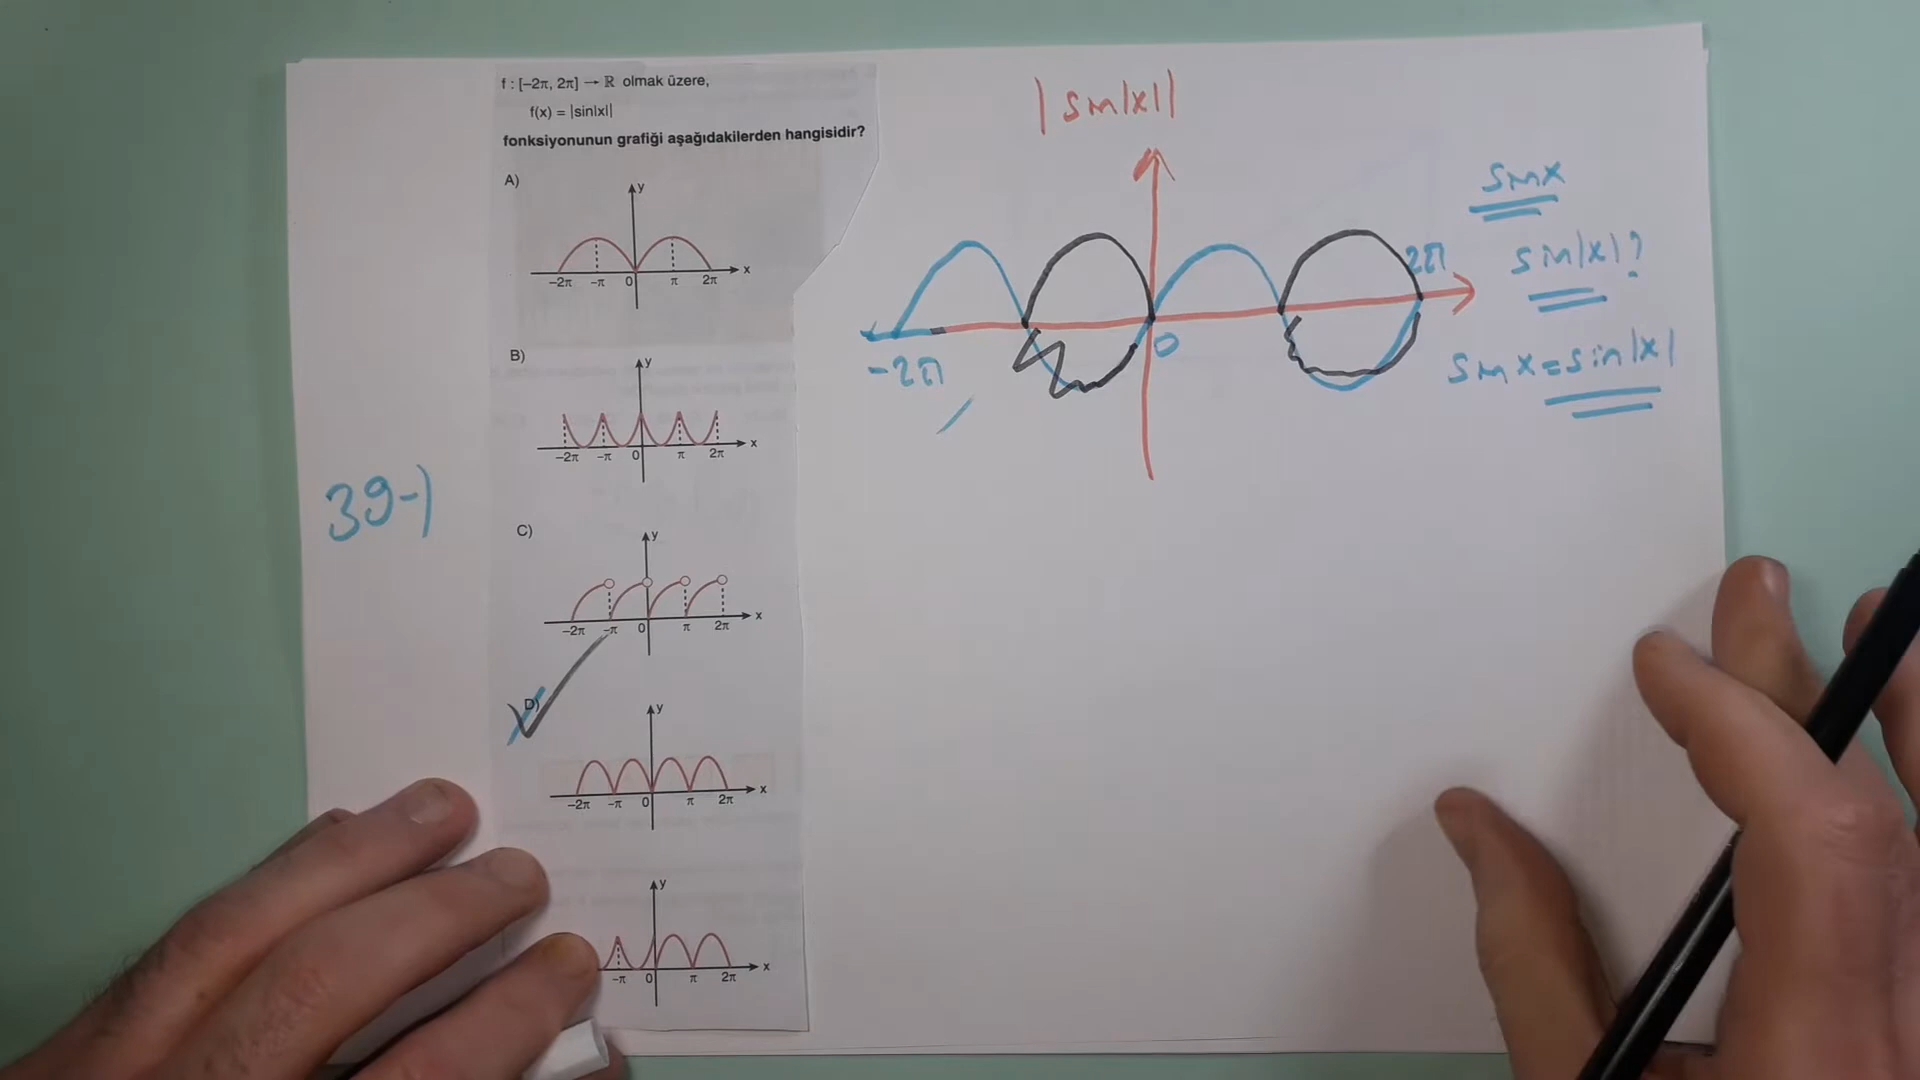 f : [−2π, 2π] → ℝ olmak üzere,
f(x) = |sin|x||
fonksiyonunun grafiği aşağıdakilerden hangisidir?
A)
y
x
−2π −π 0 π 2π
B)
y
x
−2π −π 0 π 2π
C)
y
x
−2π −π 0 π 2π
D)
y
x
−2π −π 0 π 2π
y
x
−π 0 π 2π
39-)
|sin|x||
sinx
2π
sin|x|?
0
-2π
sinx=sin|x|